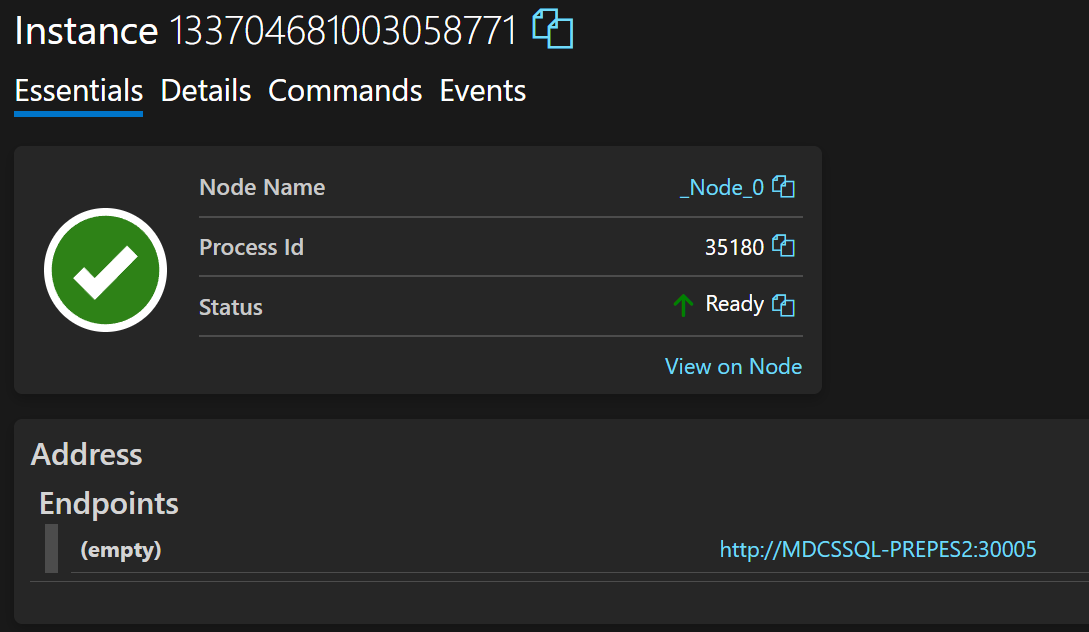 Instance 133704681003058771
Essentials Details Commands Events
Node Name _Node_0
Process Id 35180
Status Ready
View on Node
Address
Endpoints
(empty) http://MDCSSQL-PREPES2:30005